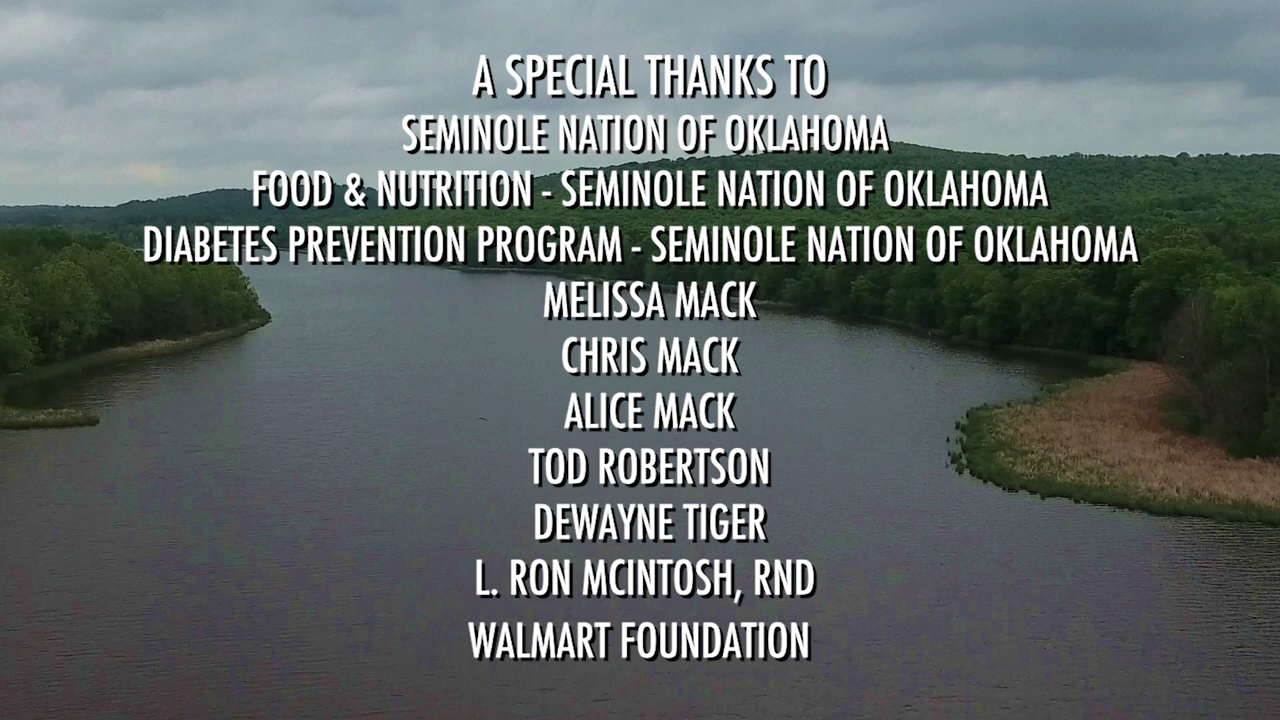 A SPECIAL THANKS TO
SEMINOLE NATION OF OKLAHOMA
FOOD & NUTRITION - SEMINOLE NATION OF OKLAHOMA
DIABETES PREVENTION PROGRAM - SEMINOLE NATION OF OKLAHOMA
MELISSA MACK
CHRIS MACK
ALICE MACK
TOD ROBERTSON
DEWAYNE TIGER
L. RON MCINTOSH, RND
WALMART FOUNDATION